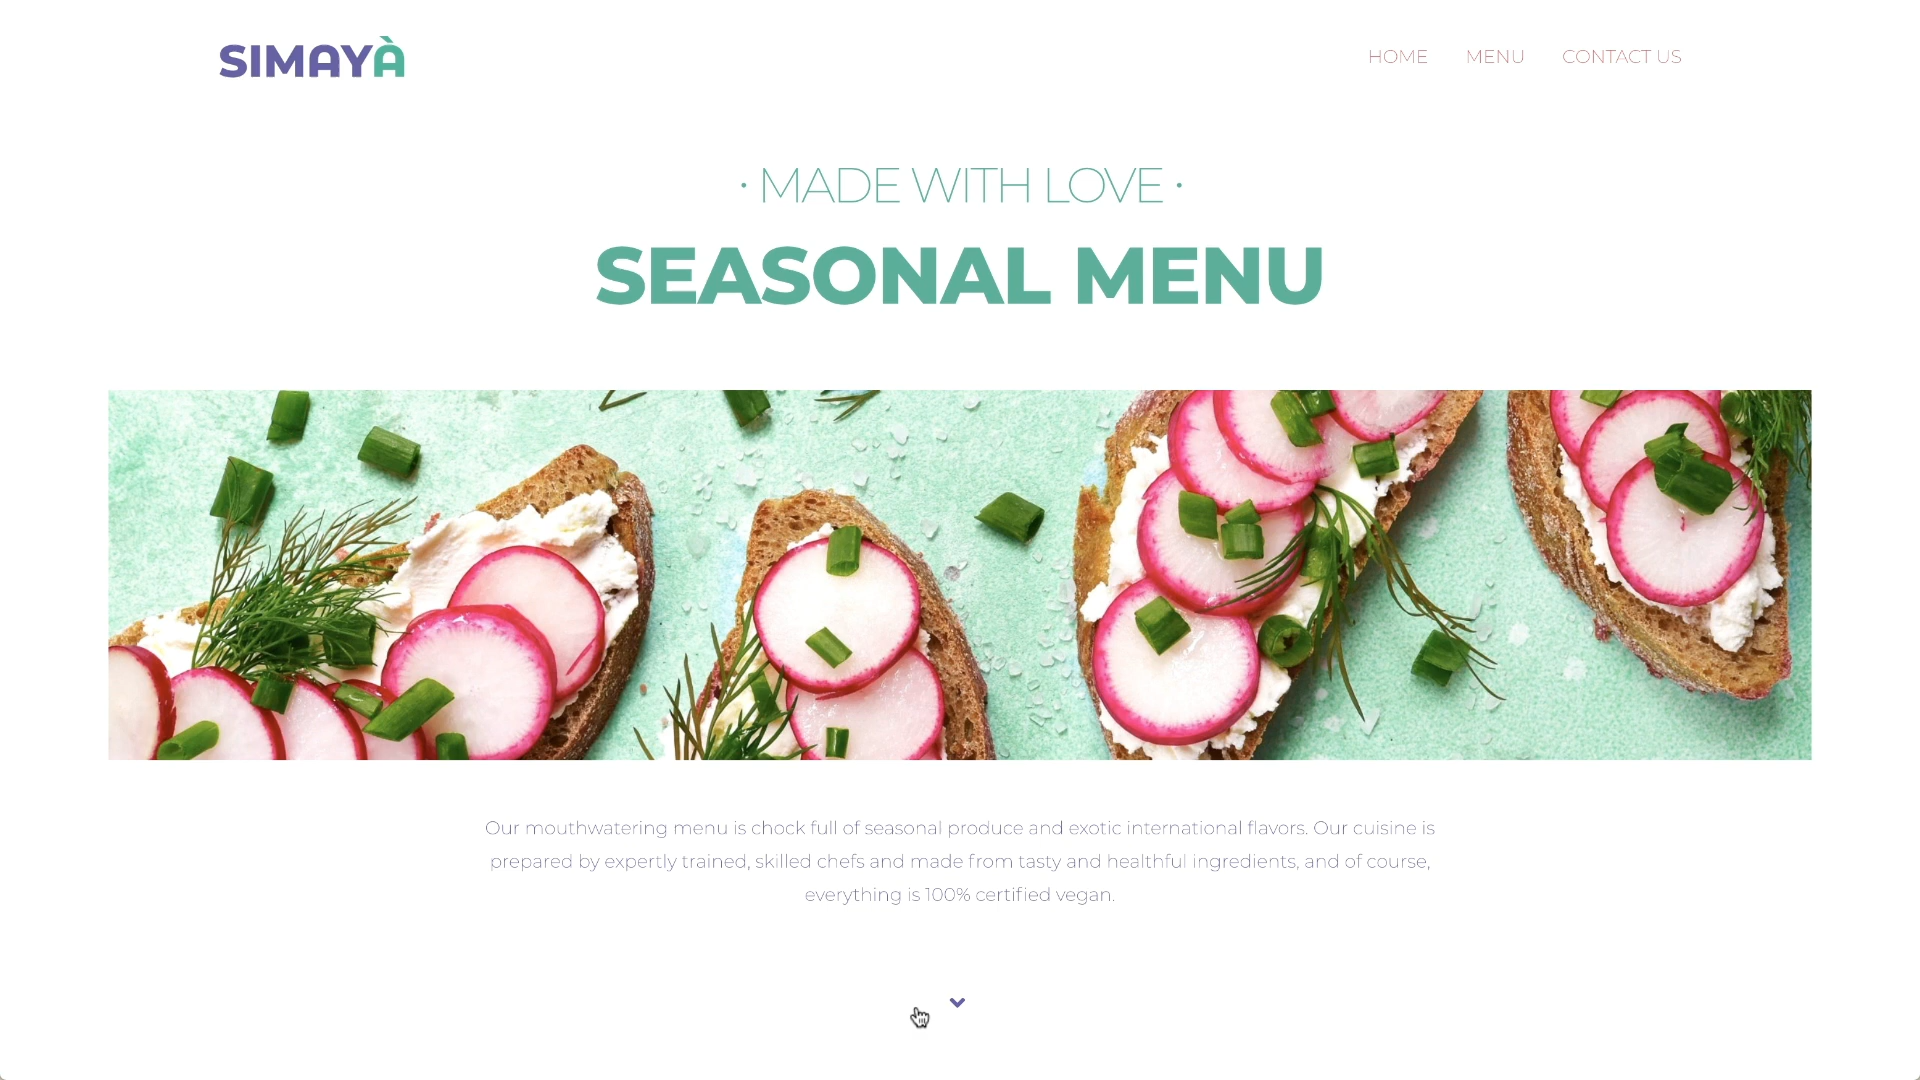 SIMAYÀ
HOME MENU CONTACT US
· MADE WITH LOVE ·
SEASONAL MENU
Our mouthwatering menu is chock full of seasonal produce and exotic international flavors. Our cuisine is
prepared by expertly trained, skilled chefs and made from tasty and healthful ingredients, and of course,
everything is 100% certified vegan.